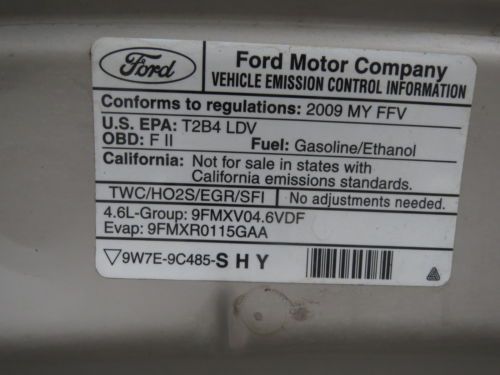 Ford
Ford Motor Company
VEHICLE EMISSION CONTROL INFORMATION
Conforms to regulations: 2009 MY FFV
U.S. EPA: T2B4 LDV
OBD: F II Fuel: Gasoline/Ethanol
California: Not for sale in states with
California emissions standards.
TWC/HO2S/EGR/SFI No adjustments needed.
4.6L-Group: 9FMXV04.6VDF
Evap: 9FMXR0115GAA
▽9W7E-9C485-S H Y